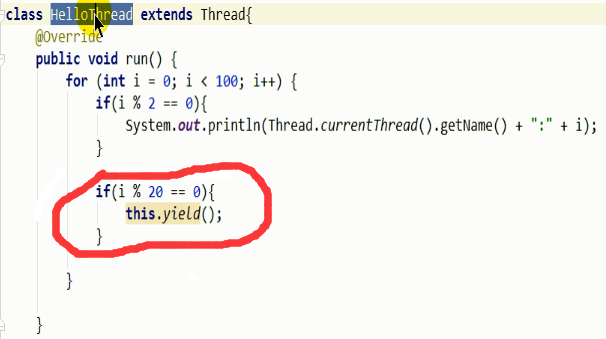 class HelloThread extends Thread{
@Override
public void run() {
for (int i = 0; i < 100; i++) {
if(i % 2 == 0){
System.out.println(Thread.currentThread().getName() + ":" + i);
}
if(i % 20 == 0){
this.yield();
}
}
}